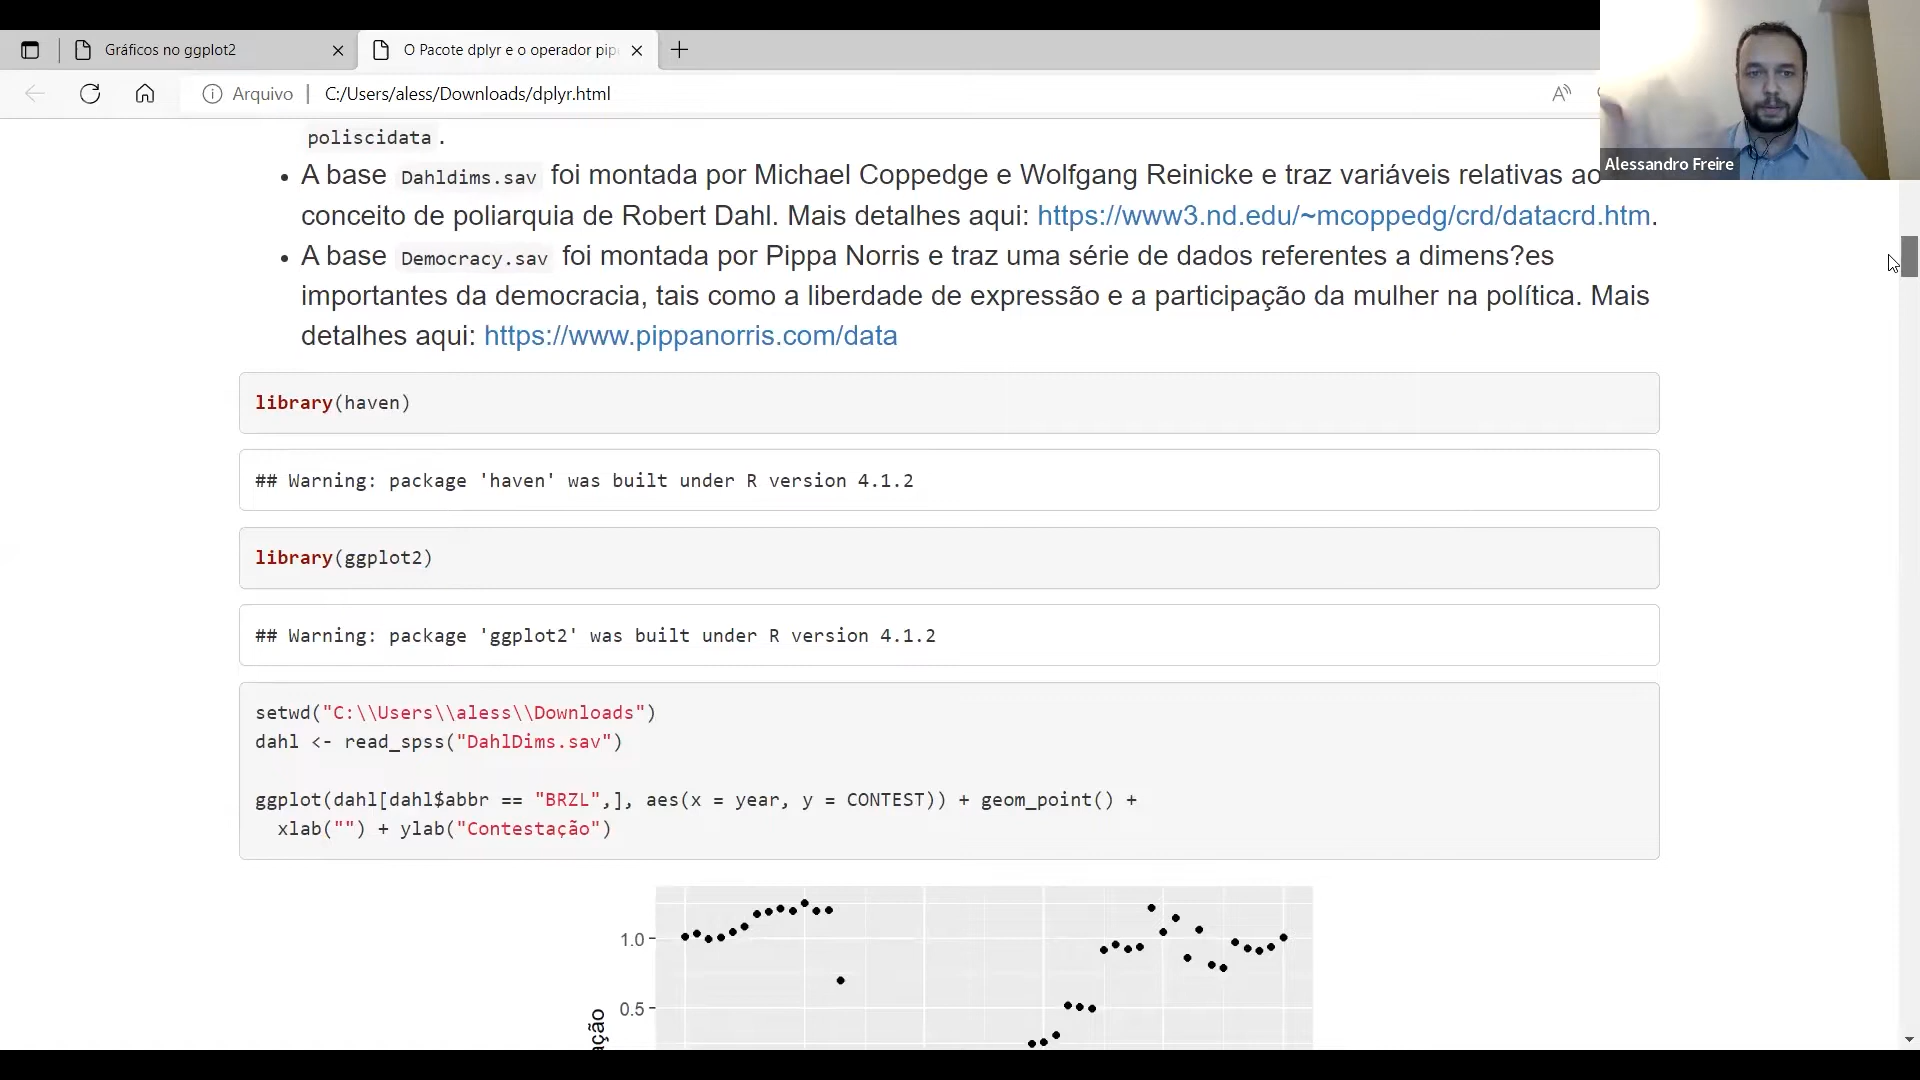 Gráficos no ggplot2
O Pacote dplyr e o operador pip
Arquivo
C:/Users/aless/Downloads/dplyr.html
Alessandro Freire
poliscidata.
A base Dahldims.sav foi montada por Michael Coppedge e Wolfgang Reinicke e traz variáveis relativas ao
conceito de poliarquia de Robert Dahl. Mais detalhes aqui: https://www3.nd.edu/~mcoppedg/crd/datacrd.htm.
A base Democracy.sav foi montada por Pippa Norris e traz uma série de dados referentes a dimens?es
importantes da democracia, tais como a liberdade de expressão e a participação da mulher na política. Mais
detalhes aqui: https://www.pippanorris.com/data
library(haven)
## Warning: package 'haven' was built under R version 4.1.2
library(ggplot2)
## Warning: package 'ggplot2' was built under R version 4.1.2
setwd("C:\\Users\\aless\\Downloads")
dahl <- read_spss("DahlDims.sav")
ggplot(dahl[dahl$abbr == "BRZL",], aes(x = year, y = CONTEST)) + geom_point() +
xlab("") + ylab("Contestação")
1.0
0.5
ação